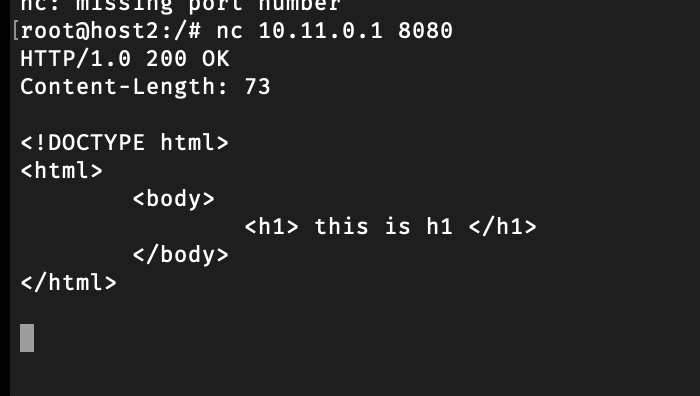 nc: missing port number
[root@host2:/# nc 10.11.0.1 8080
HTTP/1.0 200 OK
Content-Length: 73

<!DOCTYPE html>
<html>
        <body>
                <h1> this is h1 </h1>
        </body>
</html>